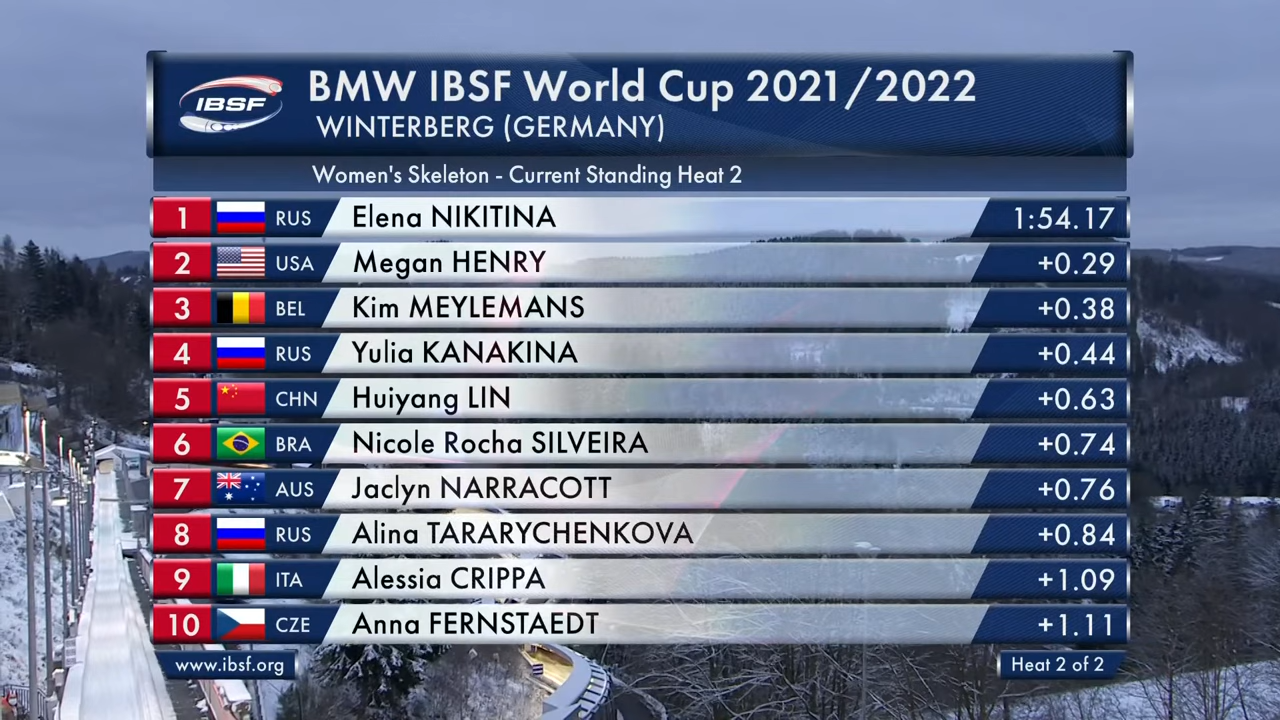 IBSF
BMW IBSF World Cup 2021/2022
WINTERBERG (GERMANY)
Women's Skeleton - Current Standing Heat 2
1 RUS Elena NIKITINA 1:54.17
2 USA Megan HENRY +0.29
3 BEL Kim MEYLEMANS +0.38
4 RUS Yulia KANAKINA +0.44
5 CHN Huiyang LIN +0.63
6 BRA Nicole Rocha SILVEIRA +0.74
7 AUS Jaclyn NARRACOTT +0.76
8 RUS Alina TARARYCHENKOVA +0.84
9 ITA Alessia CRIPPA +1.09
10 CZE Anna FERNSTAEDT +1.11
www.ibsf.org Heat 2 of 2